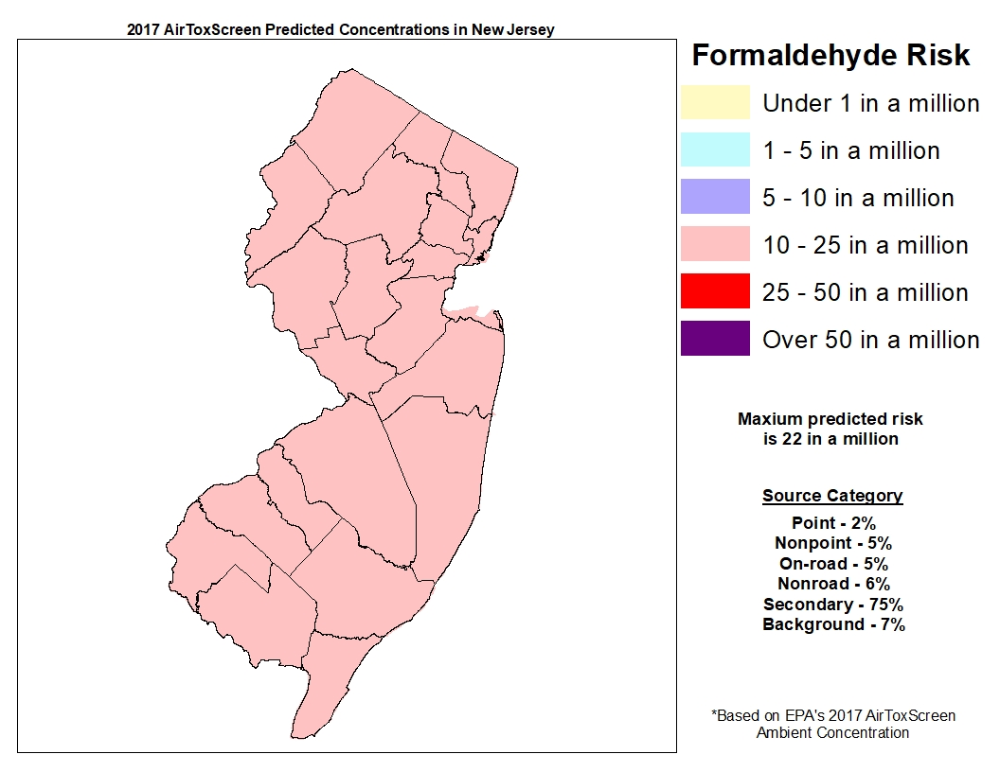 2017 AirToxScreen Predicted Concentrations in New Jersey
Formaldehyde Risk
Under 1 in a million
1 - 5 in a million
5 - 10 in a million
10 - 25 in a million
25 - 50 in a million
Over 50 in a million
Maxium predicted risk
is 22 in a million
Source Category
Point - 2%
Nonpoint - 5%
On-road - 5%
Nonroad - 6%
Secondary - 75%
Background - 7%
*Based on EPA's 2017 AirToxScreen
Ambient Concentration